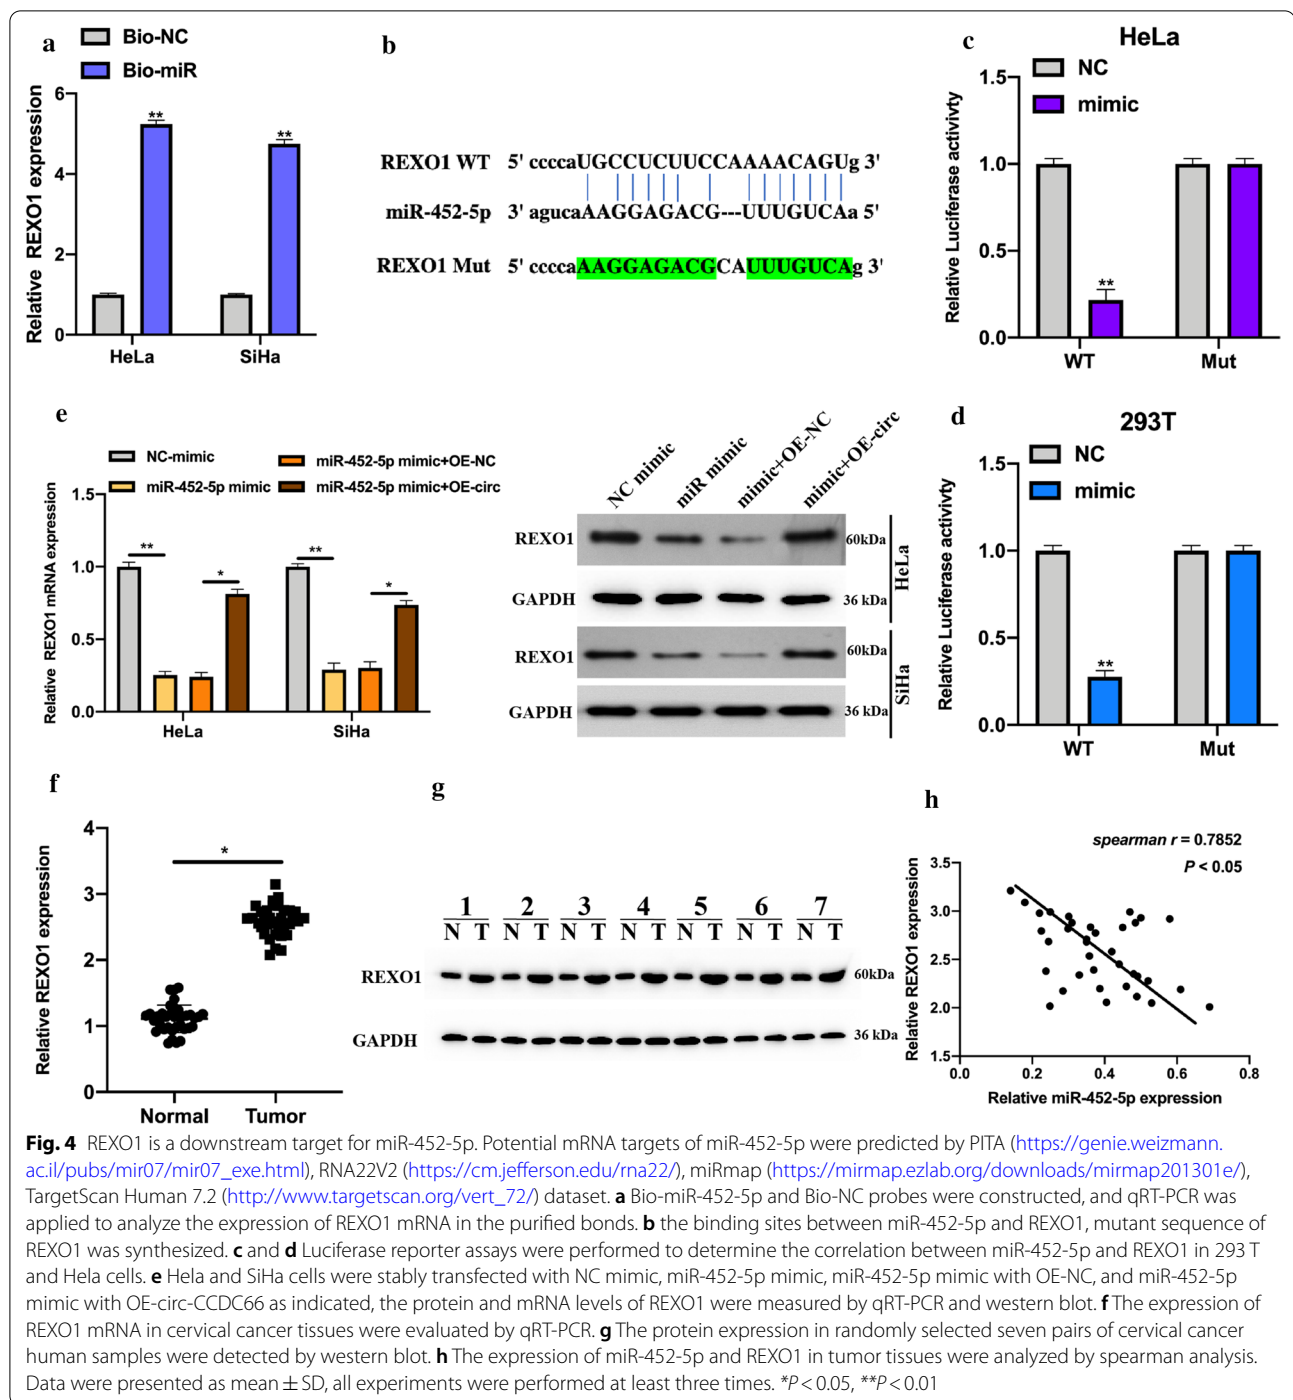 a
Bio-NC
Bio-miR
Relative REXO1 expression
6
4
2
0
**
**
HeLa
SiHa
b
REXO1 WT 5' ccccaUGCCUCUUCCAAAACAGUg 3'
miR-452-5p 3' agucaAAGGAGACG---UUUGUCAa 5'
REXO1 Mut 5' ccccaAAGGAGACGCAUUUGUCAg 3'
c
HeLa
NC
mimic
Relative Luciferase activivty
1.5
1.0
0.5
0.0
**
WT
Mut
e
NC-mimic
miR-452-5p mimic
miR-452-5p mimic+OE-NC
miR-452-5p mimic+OE-circ
Relative REXO1 mRNA expression
1.5
1.0
0.5
0.0
**
*
**
*
HeLa
SiHa
NC mimic
miR mimic
mimic+OE-NC
mimic+OE-circ
REXO1
60kDa
GAPDH
36 kDa
HeLa
REXO1
60kDa
GAPDH
36 kDa
SiHa
d
293T
NC
mimic
Relative Luciferase activivty
1.5
1.0
0.5
0.0
**
WT
Mut
f
Relative REXO1 expression
4
3
2
1
0
*
Normal
Tumor
g
1 2 3 4 5 6 7
N T N T N T N T N T N T N T
REXO1
60kDa
GAPDH
36 kDa
h
spearman r = 0.7852
P < 0.05
Relative REXO1 expression
3.5
3.0
2.5
2.0
1.5
0.0 0.2 0.4 0.6 0.8
Relative miR-452-5p expression
Fig. 4 REXO1 is a downstream target for miR-452-5p. Potential mRNA targets of miR-452-5p were predicted by PITA (https://genie.weizmann.
ac.il/pubs/mir07/mir07_exe.html), RNA22V2 (https://cm.jefferson.edu/rna22/), miRmap (https://mirmap.ezlab.org/downloads/mirmap201301e/),
TargetScan Human 7.2 (http://www.targetscan.org/vert_72/) dataset. a Bio-miR-452-5p and Bio-NC probes were constructed, and qRT-PCR was
applied to analyze the expression of REXO1 mRNA in the purified bonds. b the binding sites between miR-452-5p and REXO1, mutant sequence of
REXO1 was synthesized. c and d Luciferase reporter assays were performed to determine the correlation between miR-452-5p and REXO1 in 293 T
and Hela cells. e Hela and SiHa cells were stably transfected with NC mimic, miR-452-5p mimic, miR-452-5p mimic with OE-NC, and miR-452-5p
mimic with OE-circ-CCDC66 as indicated, the protein and mRNA levels of REXO1 were measured by qRT-PCR and western blot. f The expression of
REXO1 mRNA in cervical cancer tissues were evaluated by qRT-PCR. g The protein expression in randomly selected seven pairs of cervical cancer
human samples were detected by western blot. h The expression of miR-452-5p and REXO1 in tumor tissues were analyzed by spearman analysis.
Data were presented as mean ± SD, all experiments were performed at least three times. *P < 0.05, **P < 0.01